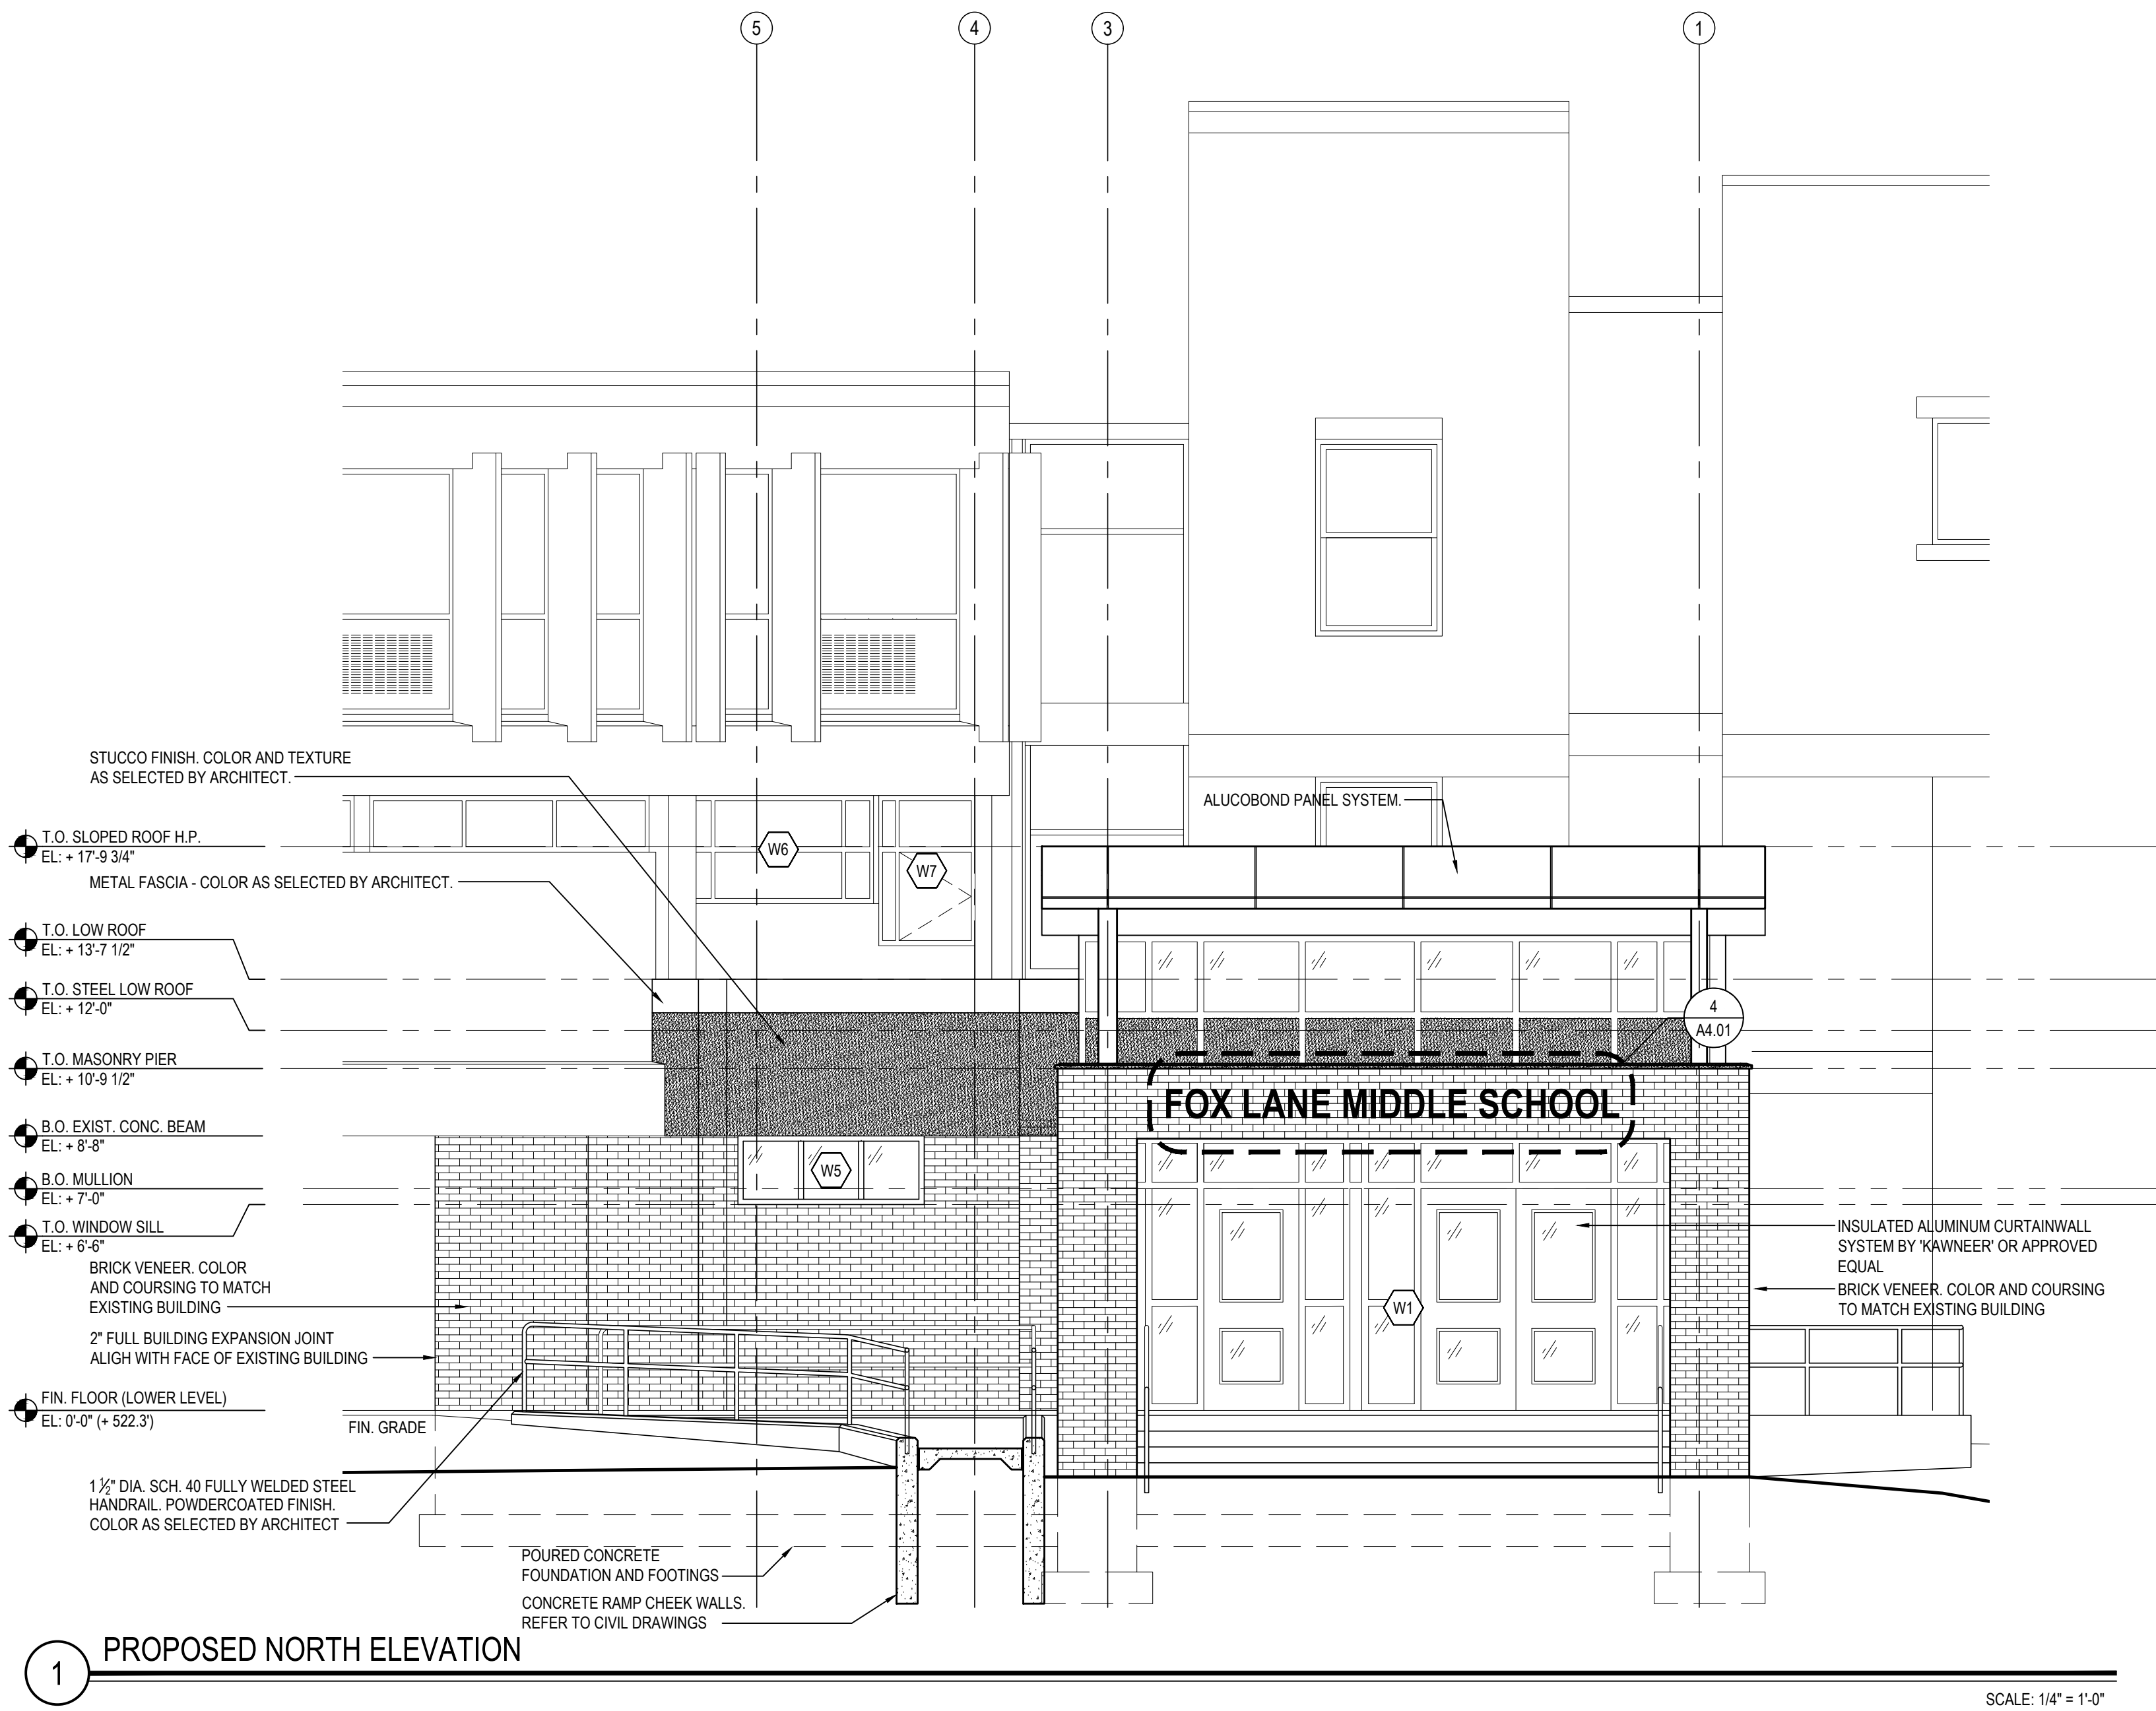 5
4
3
1
STUCCO FINISH. COLOR AND TEXTURE
AS SELECTED BY ARCHITECT.
ALUCOBOND PANEL SYSTEM.
T.O. SLOPED ROOF H.P.
EL: + 17'-9 3/4"
W6
W7
METAL FASCIA - COLOR AS SELECTED BY ARCHITECT.
T.O. LOW ROOF
EL: + 13'-7 1/2"
T.O. STEEL LOW ROOF
EL: + 12'-0"
4
A4.01
T.O. MASONRY PIER
EL: + 10'-9 1/2"
FOX LANE MIDDLE SCHOOL
B.O. EXIST. CONC. BEAM
EL: + 8'-8"
W5
B.O. MULLION
EL: + 7'-0"
T.O. WINDOW SILL
EL: + 6'-6"
INSULATED ALUMINUM CURTAINWALL
SYSTEM BY 'KAWNEER' OR APPROVED
EQUAL
BRICK VENEER. COLOR
AND COURSING TO MATCH
EXISTING BUILDING
W1
BRICK VENEER. COLOR AND COURSING
TO MATCH EXISTING BUILDING
2" FULL BUILDING EXPANSION JOINT
ALIGH WITH FACE OF EXISTING BUILDING
FIN. FLOOR (LOWER LEVEL)
EL: 0'-0" (+ 522.3')
FIN. GRADE
1 ½" DIA. SCH. 40 FULLY WELDED STEEL
HANDRAIL. POWDERCOATED FINISH.
COLOR AS SELECTED BY ARCHITECT
POURED CONCRETE
FOUNDATION AND FOOTINGS
CONCRETE RAMP CHEEK WALLS.
REFER TO CIVIL DRAWINGS
1
PROPOSED NORTH ELEVATION
SCALE: 1/4" = 1'-0"